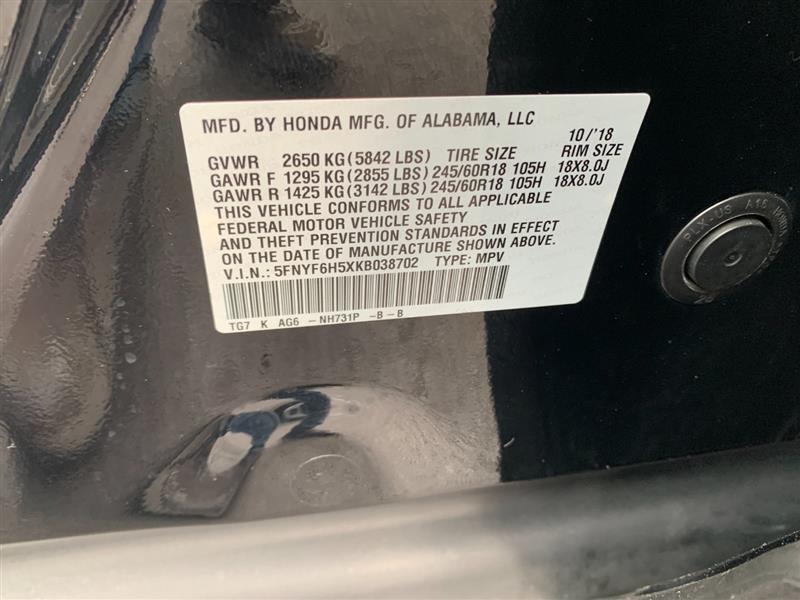 MFD. BY HONDA MFG. OF ALABAMA, LLC
10/'18
GVWR 2650 KG (5842 LBS) TIRE SIZE RIM SIZE
GAWR F 1295 KG (2855 LBS) 245/60R18 105H 18X8.0J
GAWR R 1425 KG (3142 LBS) 245/60R18 105H 18X8.0J
THIS VEHICLE CONFORMS TO ALL APPLICABLE
FEDERAL MOTOR VEHICLE SAFETY
AND THEFT PREVENTION STANDARDS IN EFFECT
ON THE DATE OF MANUFACTURE SHOWN ABOVE.
V.I.N.: 5FNYF6H5XKB038702 TYPE: MPV
TG7 K AG6 -NH731P -B-B
PLX-US A16